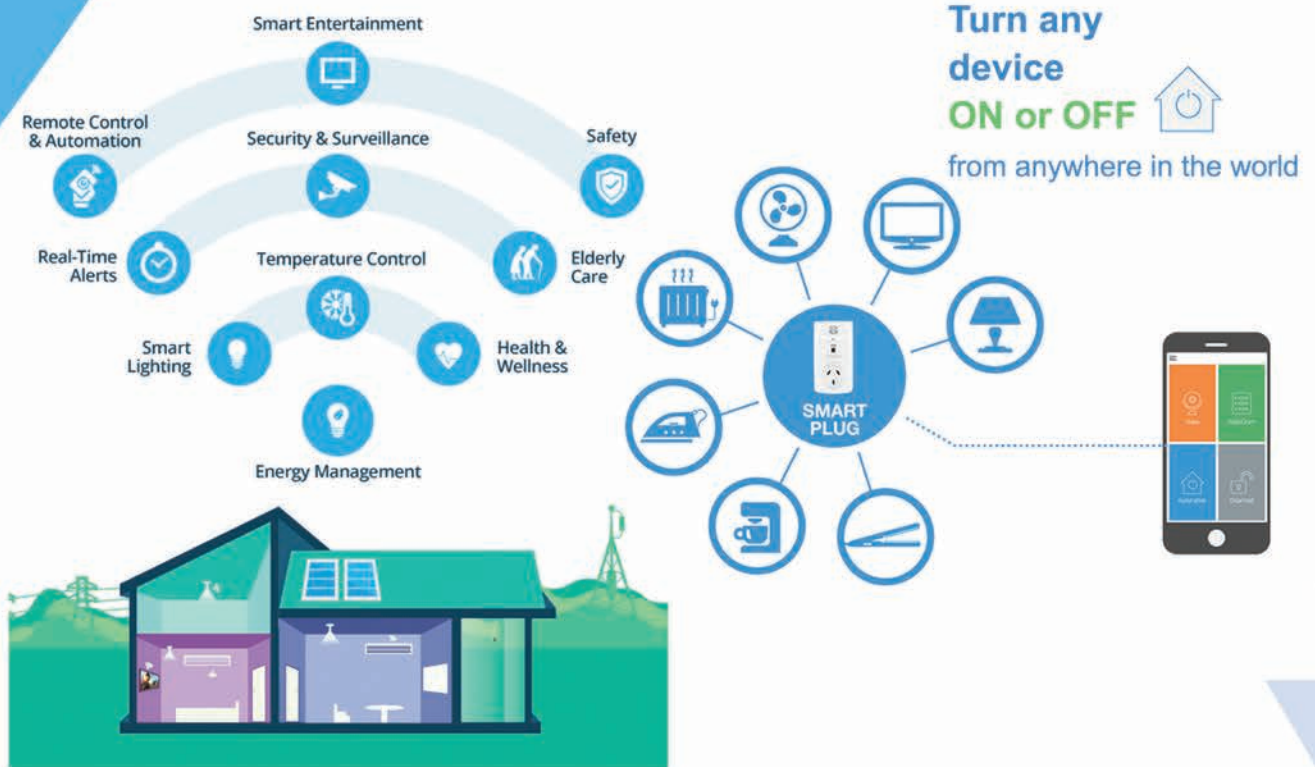 Smart Entertainment
Remote Control
& Automation
Security & Surveillance
Safety
Real-Time
Alerts
Temperature Control
Elderly
Care
Smart
Lighting
Health &
Wellness
Energy Management
Turn any
device
ON or OFF
from anywhere in the world
SMART
PLUG